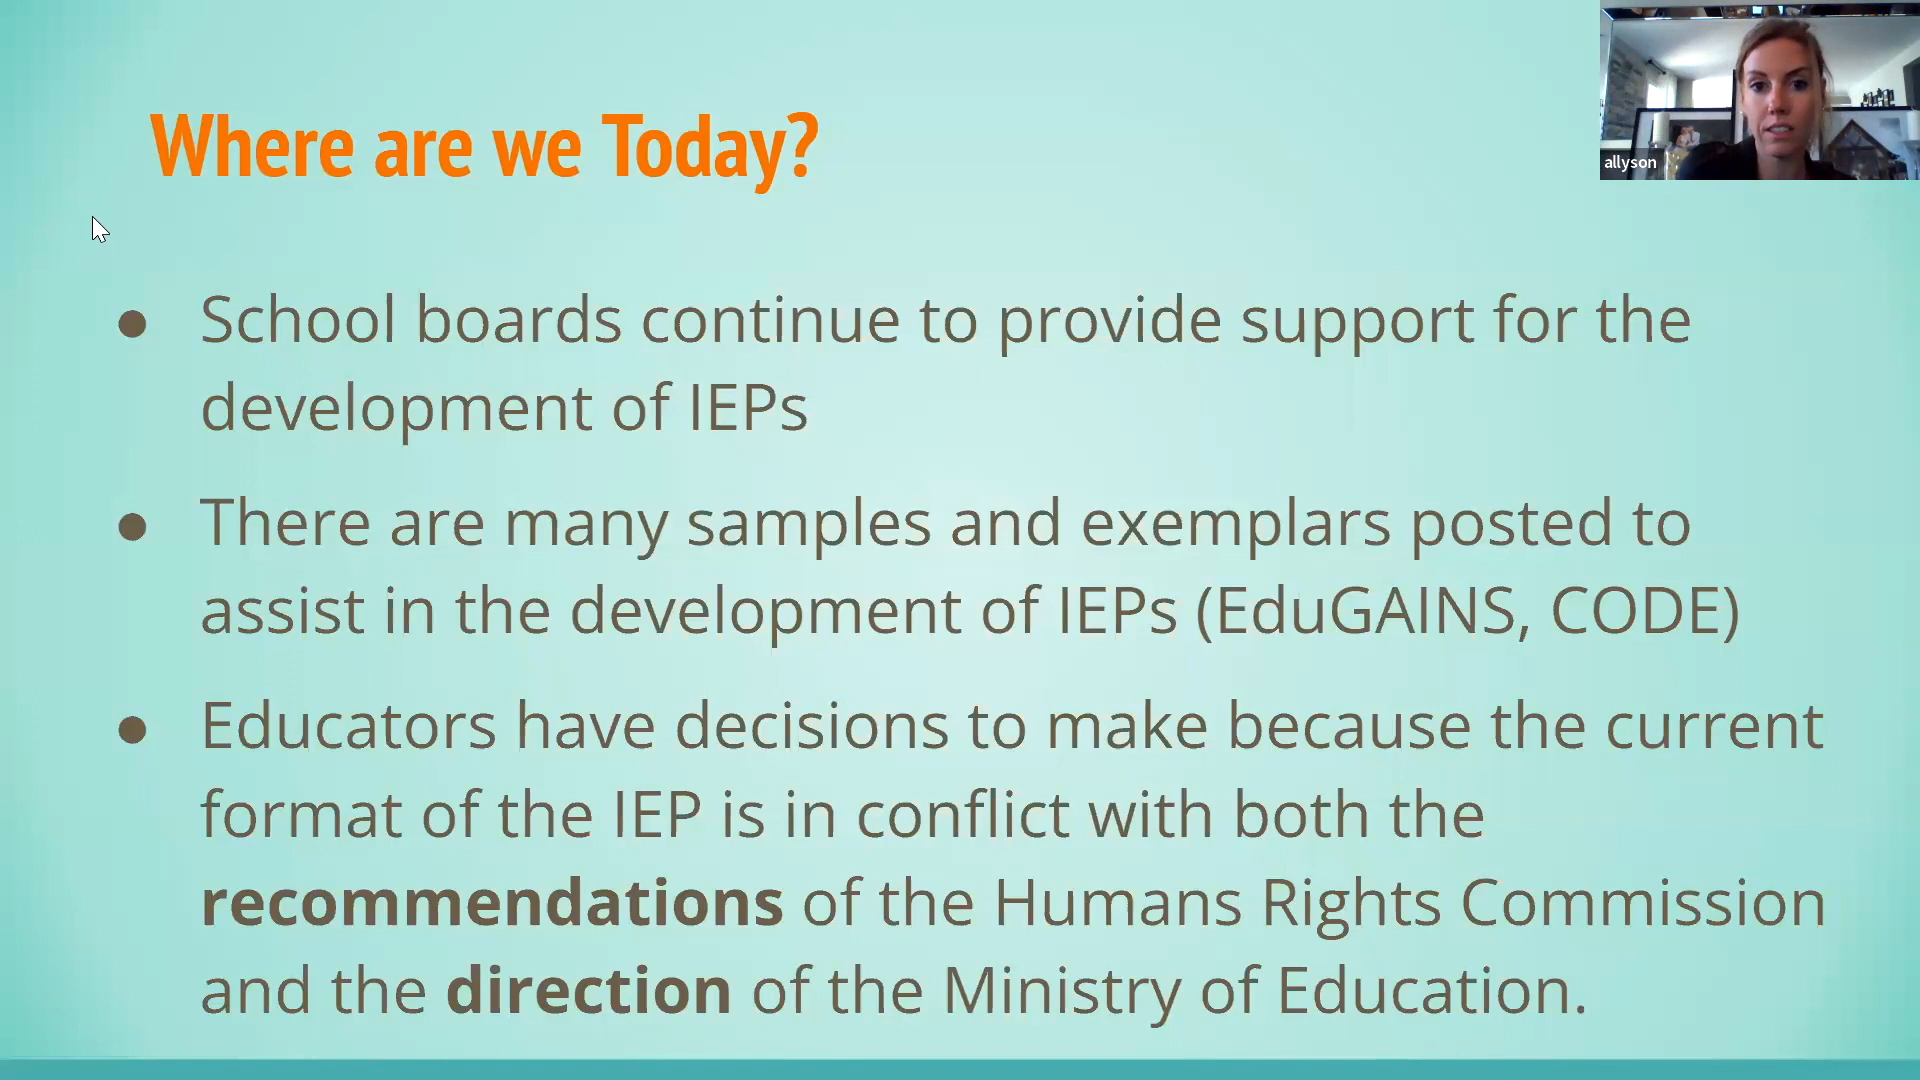 Where are we Today?
allyson
● School boards continue to provide support for the
development of IEPs
● There are many samples and exemplars posted to
assist in the development of IEPs (EduGAINS, CODE)
● Educators have decisions to make because the current
format of the IEP is in conflict with both the
recommendations of the Humans Rights Commission
and the direction of the Ministry of Education.